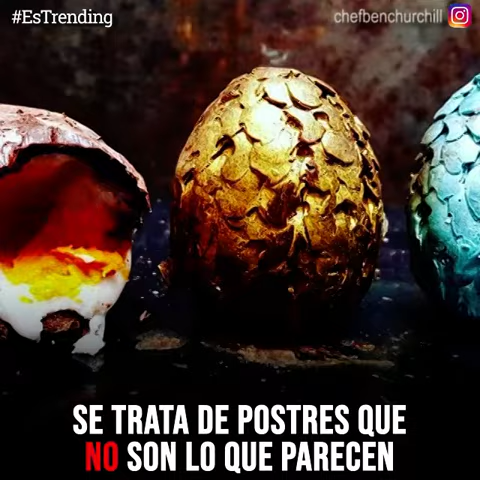 #EsTrending
chefbenchurchill
SE TRATA DE POSTRES QUE
NO SON LO QUE PARECEN